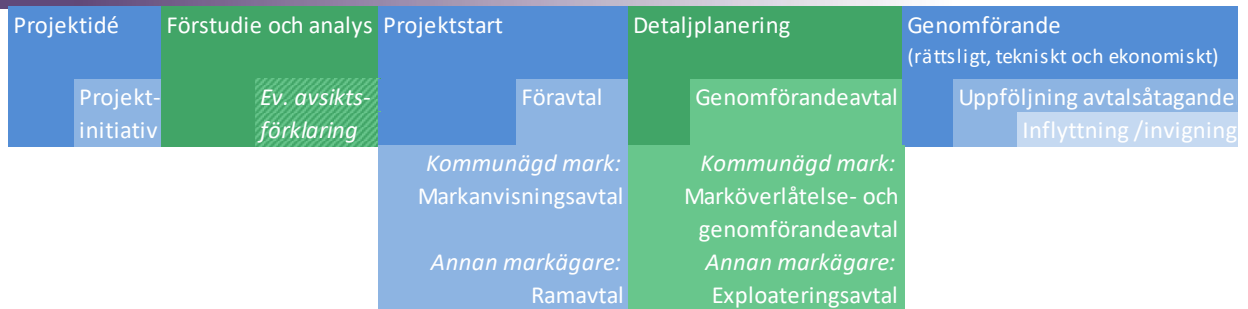 Projektidé
Projekt-
initiativ
Förstudie och analys
Ev. avsikts-
förklaring
Projektstart
Föravtal
Kommunägd mark:
Markanvisningsavtal
Annan markägare:
Ramavtal
Detaljplanering
Genomförandeavtal
Kommunägd mark:
Marköverlåtelse- och
genomförandeavtal
Annan markägare:
Exploateringsavtal
Genomförande
(rättsligt, tekniskt och ekonomiskt)
Uppföljning avtalsåtagande
Inflyttning /invigning